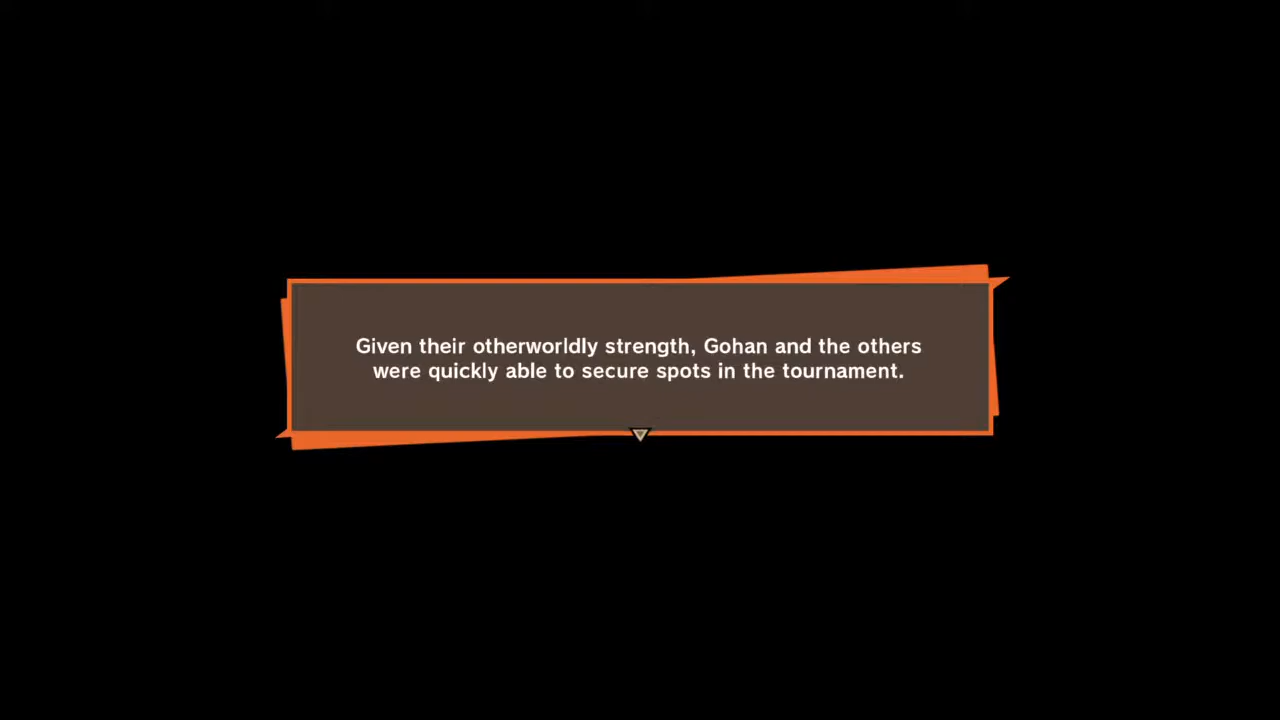 Given their otherworldly strength, Gohan and the others
were quickly able to secure spots in the tournament.